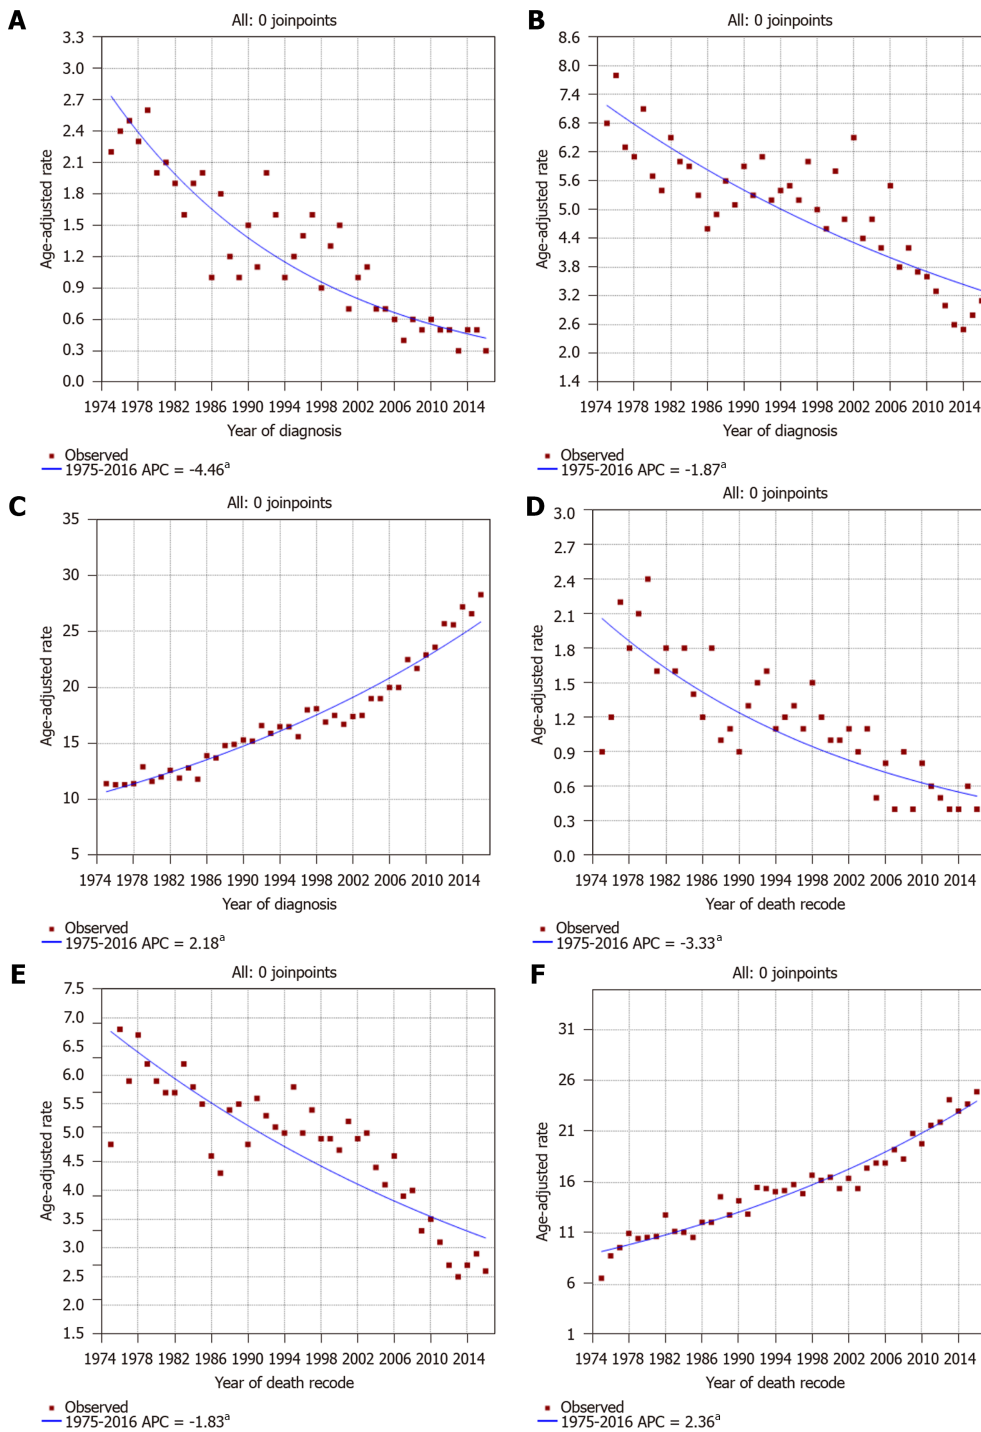 A
All: 0 joinpoints
3.3
3.0
2.7
2.4
2.1
1.8
1.5
1.2
0.9
0.6
0.3
0.0
Age-adjusted rate
1974 1978 1982 1986 1990 1994 1998 2002 2006 2010 2014
Year of diagnosis
Observed
1975-2016 APC = -4.46a
B
All: 0 joinpoints
8.6
8.0
7.4
6.8
6.2
5.6
5.0
4.4
3.8
3.2
2.6
2.0
1.4
Age-adjusted rate
1974 1978 1982 1986 1990 1994 1998 2002 2006 2010 2014
Year of diagnosis
Observed
1975-2016 APC = -1.87a
C
All: 0 joinpoints
35
30
25
20
15
10
5
Age-adjusted rate
1974 1978 1982 1986 1990 1994 1998 2002 2006 2010 2014
Year of diagnosis
Observed
1975-2016 APC = 2.18a
D
All: 0 joinpoints
3.0
2.7
2.4
2.1
1.8
1.5
1.2
0.9
0.6
0.3
0.0
Age-adjusted rate
1974 1978 1982 1986 1990 1994 1998 2002 2006 2010 2014
Year of death recode
Observed
1975-2016 APC = -3.33a
E
All: 0 joinpoints
7.5
7.0
6.5
6.0
5.5
5.0
4.5
4.0
3.5
3.0
2.5
2.0
1.5
Age-adjusted rate
1974 1978 1982 1986 1990 1994 1998 2002 2006 2010 2014
Year of death recode
Observed
1975-2016 APC = -1.83a
F
All: 0 joinpoints
31
26
21
16
11
6
1
Age-adjusted rate
1974 1978 1982 1986 1990 1994 1998 2002 2006 2010 2014
Year of death recode
Observed
1975-2016 APC = 2.36a